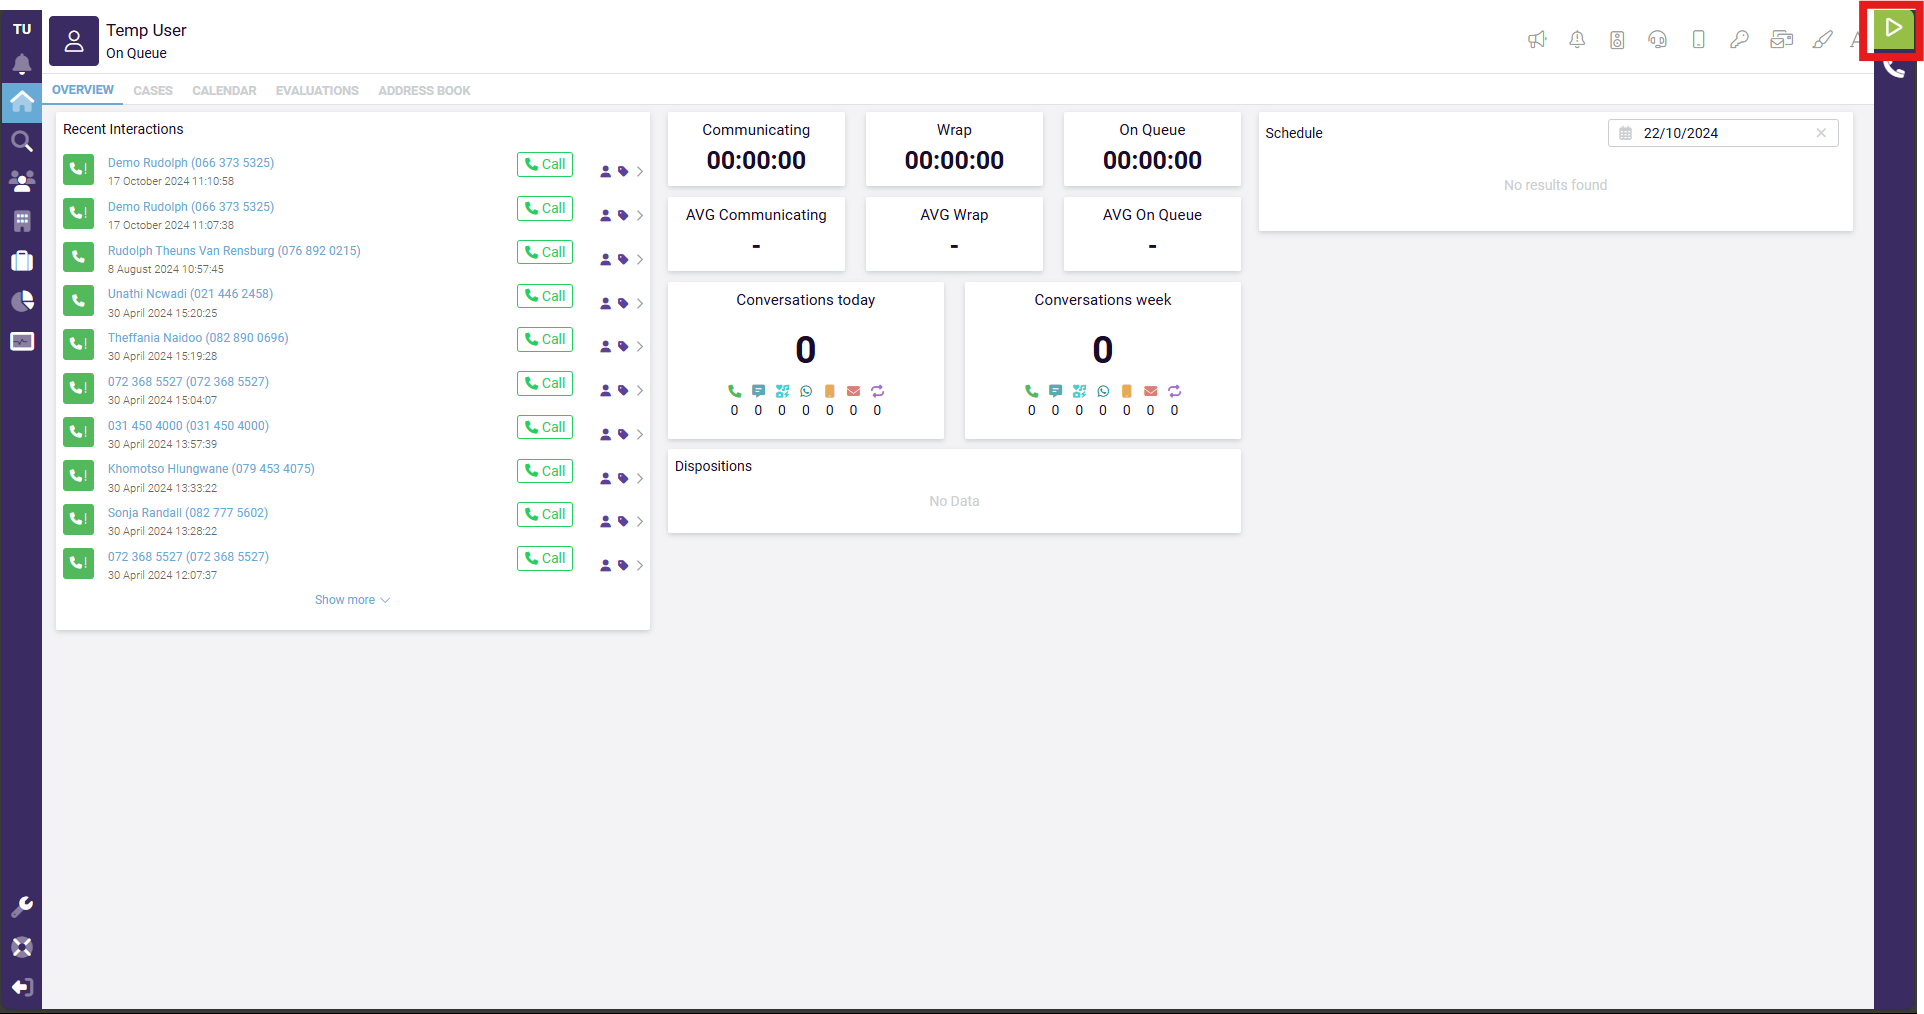 TU
Temp User
On Queue
OVERVIEW CASES CALENDAR EVALUATIONS ADDRESS BOOK
Recent Interactions
Demo Rudolph (066 373 5325)
17 October 2024 11:10:58
Call
Demo Rudolph (066 373 5325)
17 October 2024 11:07:38
Call
Rudolph Theuns Van Rensburg (076 892 0215)
8 August 2024 10:57:45
Call
Unathi Ncwadi (021 446 2458)
30 April 2024 15:20:25
Call
Theffania Naidoo (082 890 0696)
30 April 2024 15:19:28
Call
072 368 5527 (072 368 5527)
30 April 2024 15:04:07
Call
031 450 4000 (031 450 4000)
30 April 2024 13:57:39
Call
Khomotso Hlungwane (079 453 4075)
30 April 2024 13:33:22
Call
Sonja Randall (082 777 5602)
30 April 2024 13:28:22
Call
072 368 5527 (072 368 5527)
30 April 2024 12:07:37
Call
Show more
Communicating
00:00:00
Wrap
00:00:00
On Queue
00:00:00
AVG Communicating
-
AVG Wrap
-
AVG On Queue
-
Conversations today
0
0 0 0 0 0 0 0
Conversations week
0
0 0 0 0 0 0 0
Dispositions
No Data
Schedule
22/10/2024
No results found